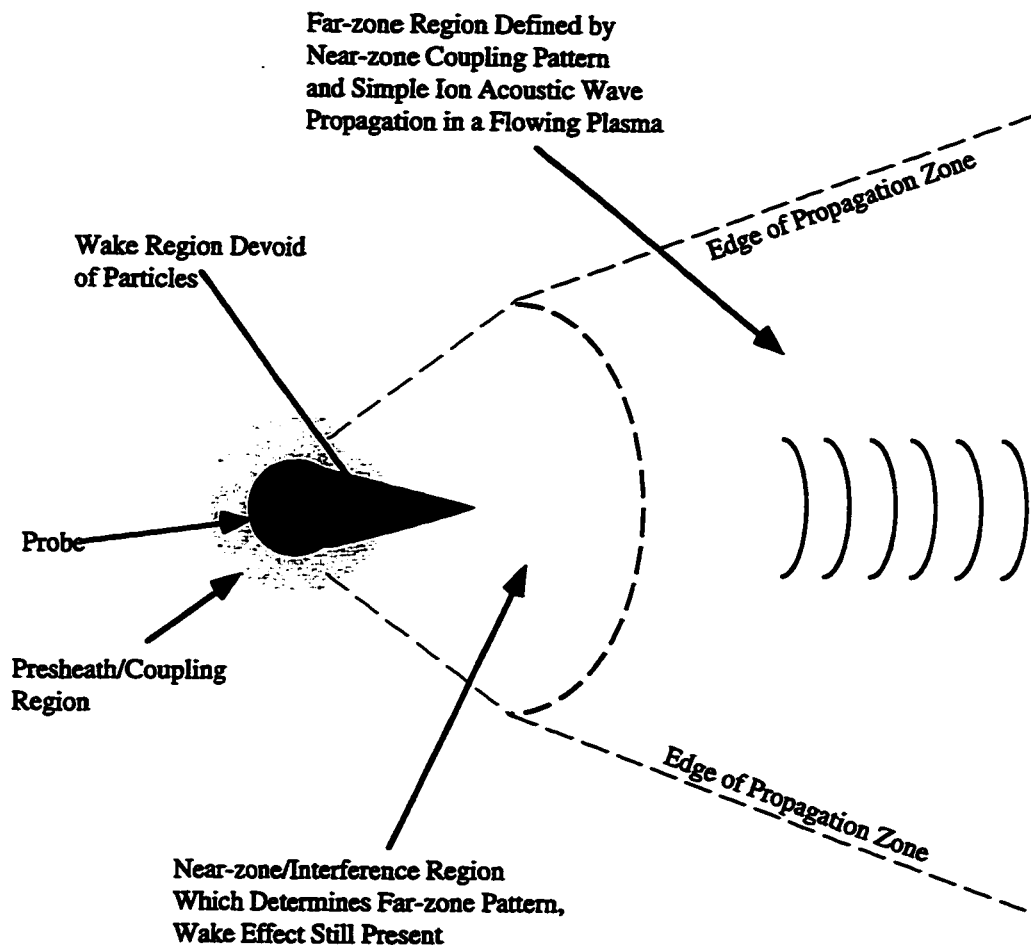 Far-zone Region Defined by
Near-zone Coupling Pattern
and Simple Ion Acoustic Wave
Propagation in a Flowing Plasma
Edge of Propagation Zone
Wake Region Devoid
of Particles
Probe
Presheath/Coupling
Region
Edge of Propagation Zone
Near-zone/Interference Region
Which Determines Far-zone Pattern,
Wake Effect Still Present